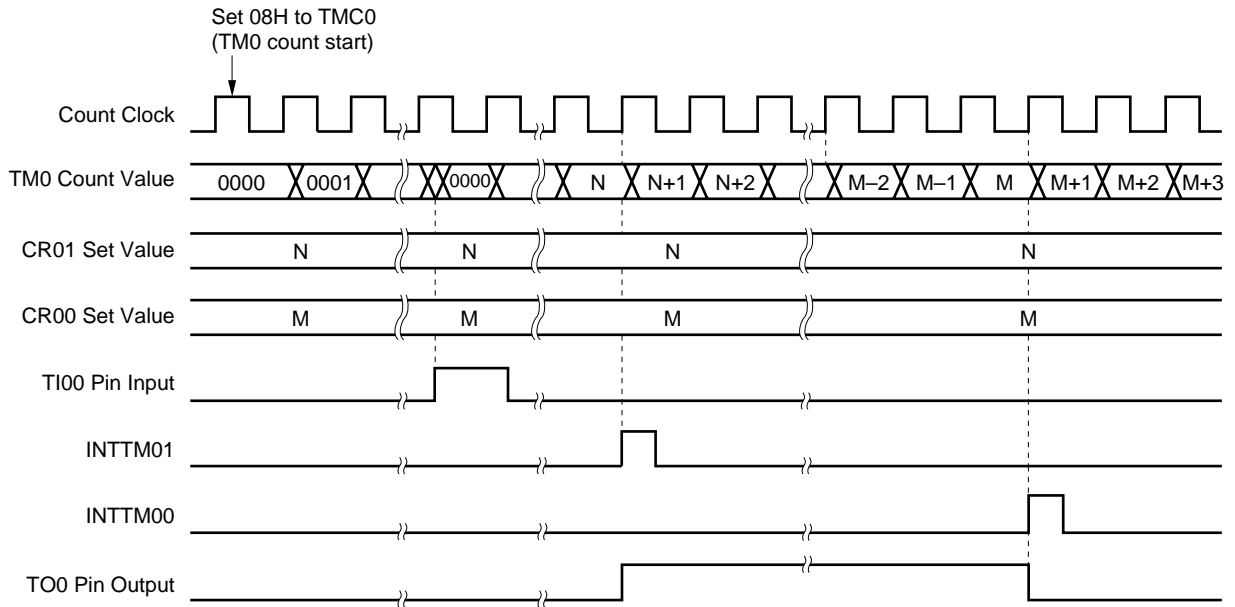 Set 08H to TMC0
(TM0 count start)
Count Clock
TM0 Count Value 0000 0001 0000 N N+1 N+2 M–2 M–1 M M+1 M+2 M+3
CR01 Set Value N N N N
CR00 Set Value M M M M
TI00 Pin Input
INTTM01
INTTM00
TO0 Pin Output